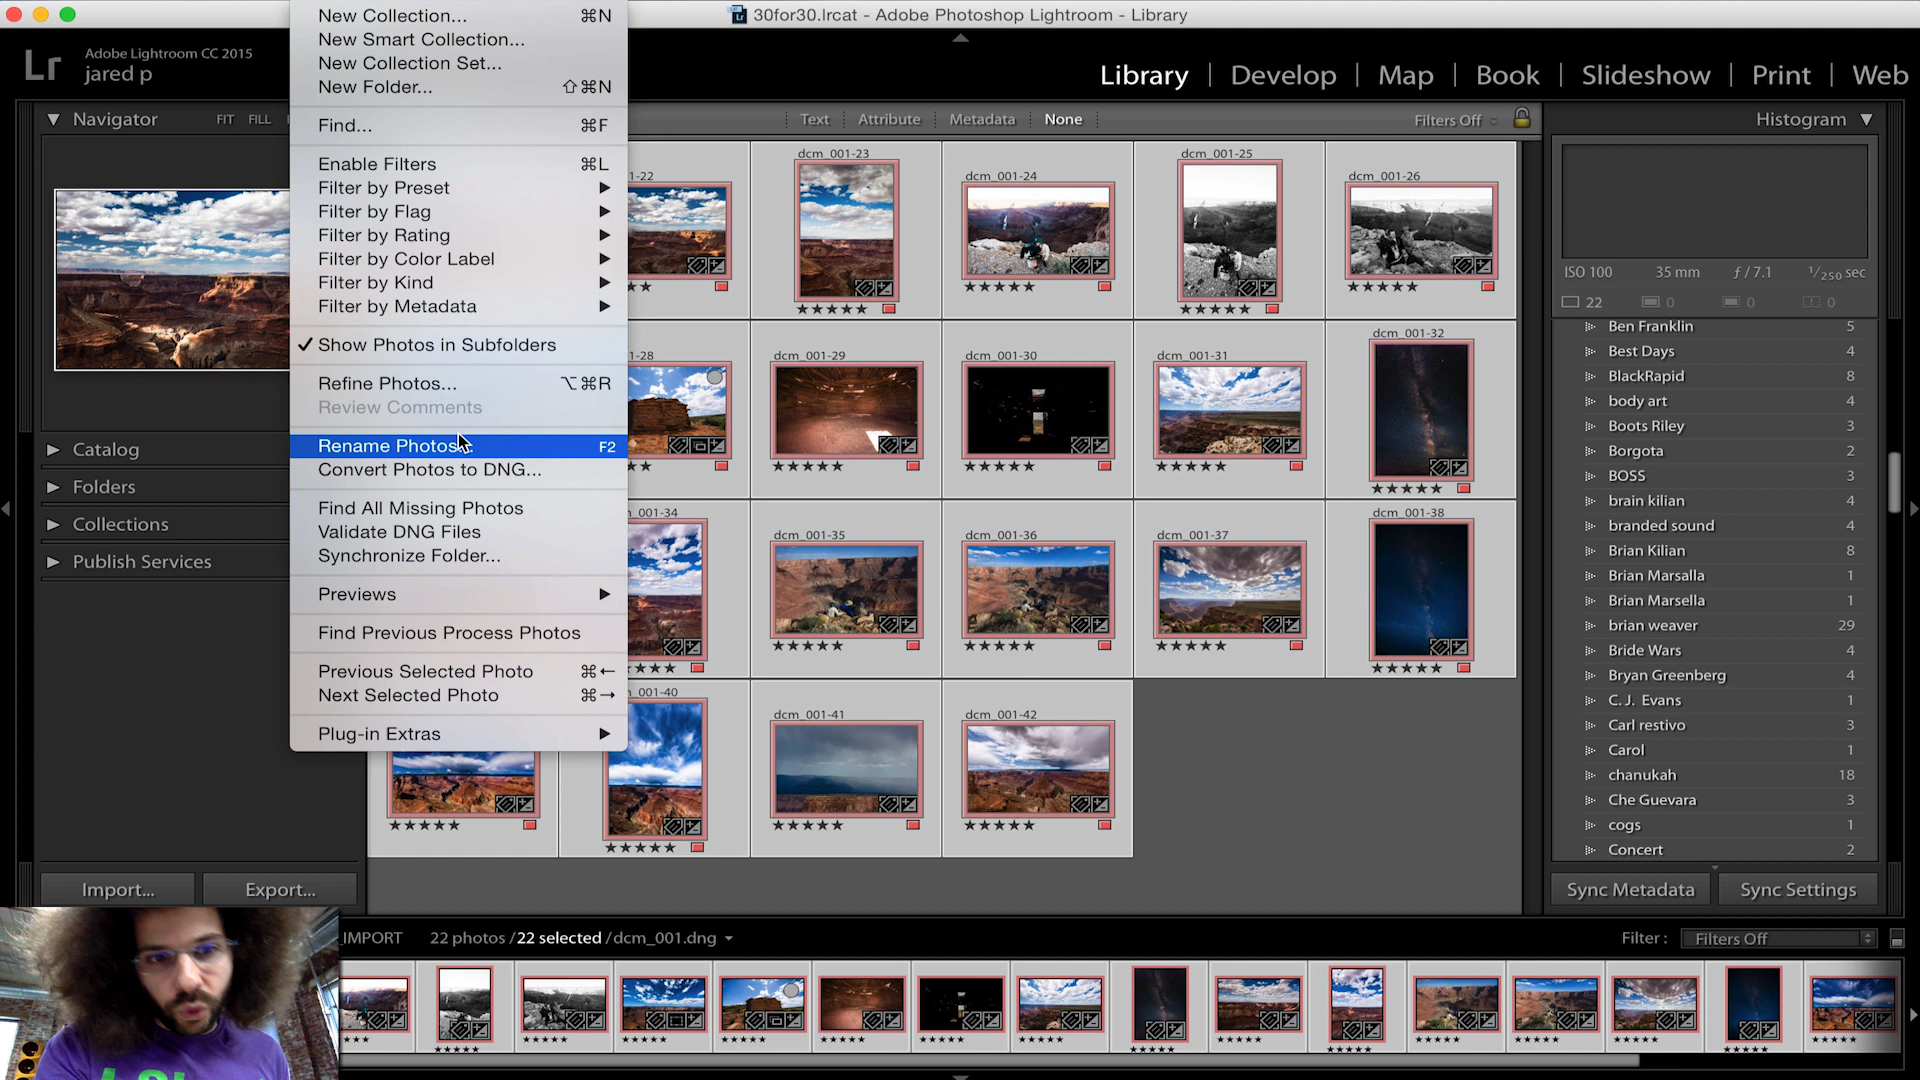 30for30.lrcat - Adobe Photoshop Lightroom - Library
Lr
Adobe Lightroom CC 2015
jared p
Library | Develop | Map | Book | Slideshow | Print | Web
Navigator FIT FILL
New Collection... ⌘N
New Smart Collection...
New Collection Set...
New Folder... ⇧⌘N
Find... ⌘F
Enable Filters ⌘L
Filter by Preset
Filter by Flag
Filter by Rating
Filter by Color Label
Filter by Kind
Filter by Metadata
✓ Show Photos in Subfolders
Refine Photos... ⌥⌘R
Review Comments
Rename Photos F2
Convert Photos to DNG...
Find All Missing Photos
Validate DNG Files
Synchronize Folder...
Previews
Find Previous Process Photos
Previous Selected Photo ⌘←
Next Selected Photo ⌘→
Plug-in Extras
Catalog
Folders
Collections
Publish Services
Import... Export...
Text Attribute Metadata None Filters Off
1-22 dcm_001-23 dcm_001-24 dcm_001-25 dcm_001-26
1-28 dcm_001-29 dcm_001-30 dcm_001-31 dcm_001-32
_001-34 dcm_001-35 dcm_001-36 dcm_001-37 dcm_001-38
_001-40 dcm_001-41 dcm_001-42
Histogram
ISO 100 35 mm ƒ / 7.1 1/250 sec
22 0 0 0
Ben Franklin 5
Best Days 4
BlackRapid 8
body art 4
Boots Riley 4
Borgota 2
BOSS 3
brain kilian 4
branded sound 4
Brian Kilian 8
Brian Marsalla 1
Brian Marsella 1
brian weaver 29
Bride Wars 4
Bryan Greenberg 4
C.J. Evans 1
Carl restivo 3
Carol 1
chanukah 18
Che Guevara 3
cogs 1
Concert 2
Sync Metadata Sync Settings
IMPORT 22 photos / 22 selected / dcm_001.dng
Filter : Filters Off